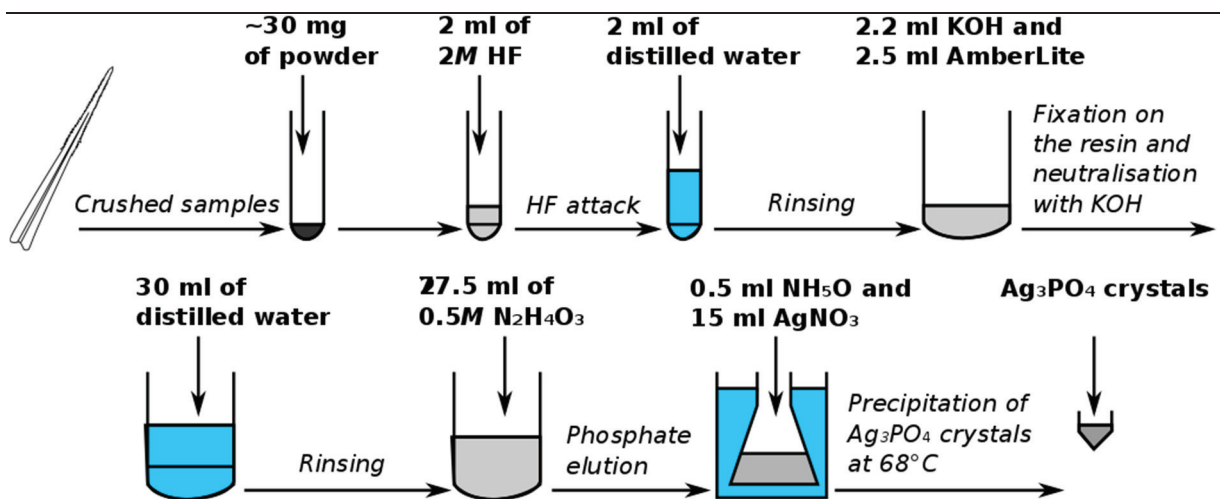 ~30 mg
of powder
2 ml of
2M HF
2 ml of
distilled water
2.2 ml KOH and
2.5 ml AmberLite
Crushed samples
HF attack
Rinsing
Fixation on
the resin and
neutralisation
with KOH
30 ml of
distilled water
27.5 ml of
0.5M N₂H₄O₃
0.5 ml NH₅O and
15 ml AgNO₃
Ag₃PO₄ crystals
Rinsing
Phosphate
elution
Precipitation of
Ag₃PO₄ crystals
at 68°C